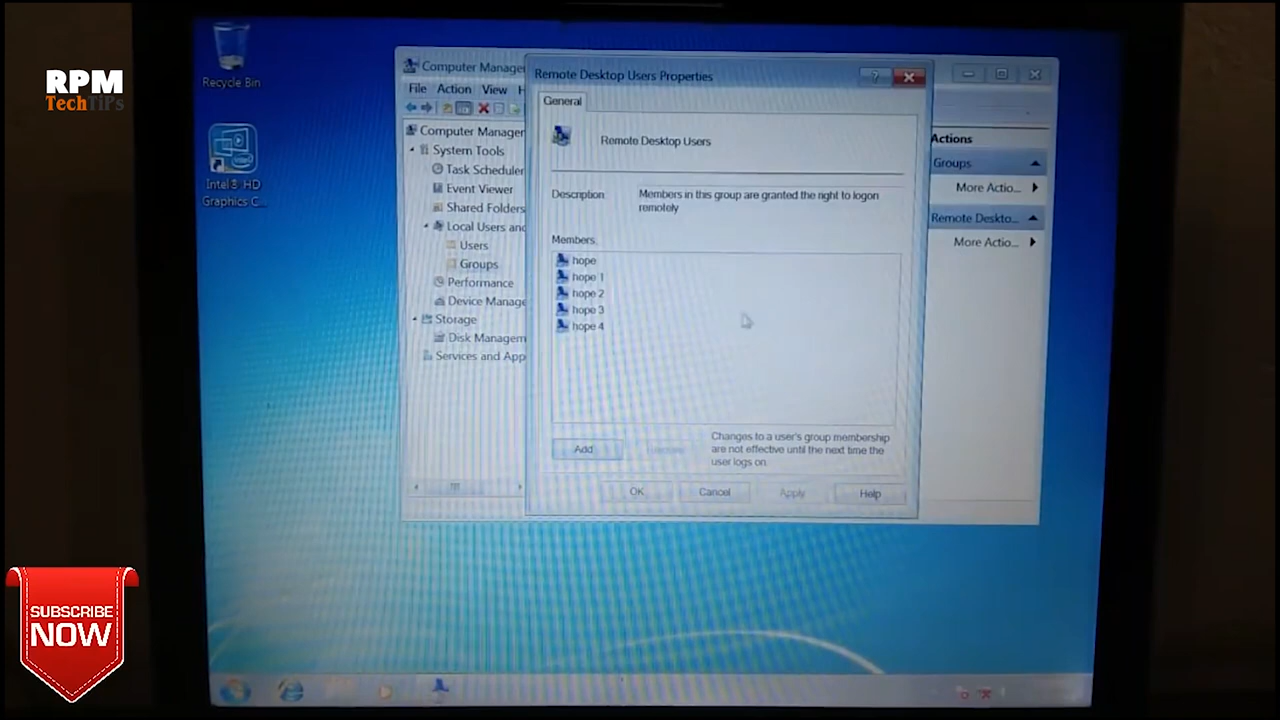 RPM
TechTiPs
Recycle Bin
Intel® HD
Graphics C...
Computer Manage
File Action View H
Computer Manager
System Tools
Task Scheduler
Event Viewer
Shared Folders
Local Users and
Users
Groups
Performance
Device Manage
Storage
Disk Managem
Services and App
Remote Desktop Users Properties
?
General
Remote Desktop Users
Description:
Members in this group are granted the right to logon
remotely
Members:
hope
hope 1
hope 2
hope 3
hope 4
Add
Changes to a user's group membership
are not effective until the next time the
user logs on.
OK
Cancel
Apply
Help
Actions
Groups
More Actio...
Remote Deskto...
More Actio...
SUBSCRIBE
NOW